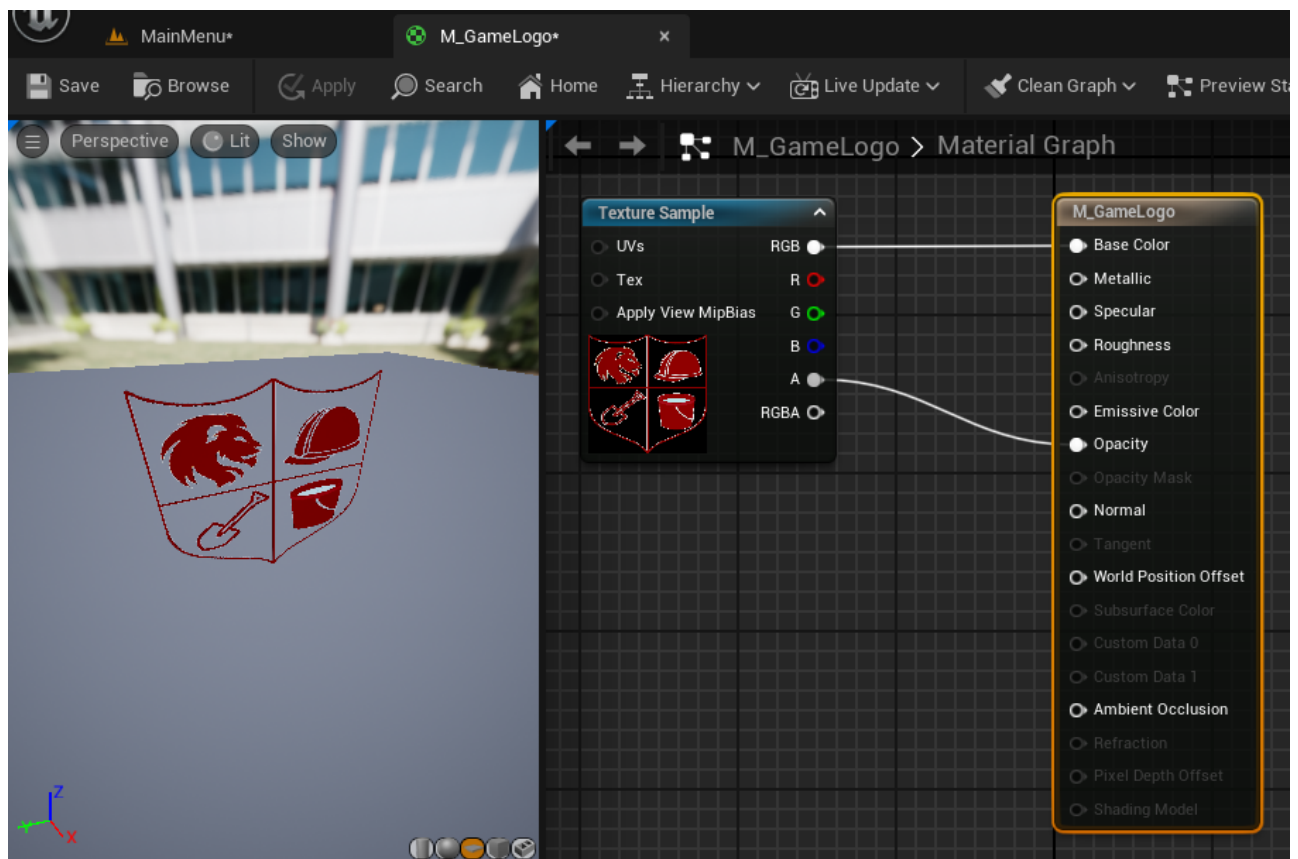 MainMenu*
M_GameLogo*
Save Browse Apply Search Home Hierarchy Live Update Clean Graph Preview Sta
Perspective Lit Show
M_GameLogo > Material Graph
Texture Sample
UVs RGB
Tex R
Apply View MipBias G
B
A
RGBA
M_GameLogo
Base Color
Metallic
Specular
Roughness
Anisotropy
Emissive Color
Opacity
Opacity Mask
Normal
Tangent
World Position Offset
Subsurface Color
Custom Data 0
Custom Data 1
Ambient Occlusion
Refraction
Pixel Depth Offset
Shading Model
Z
Y
X